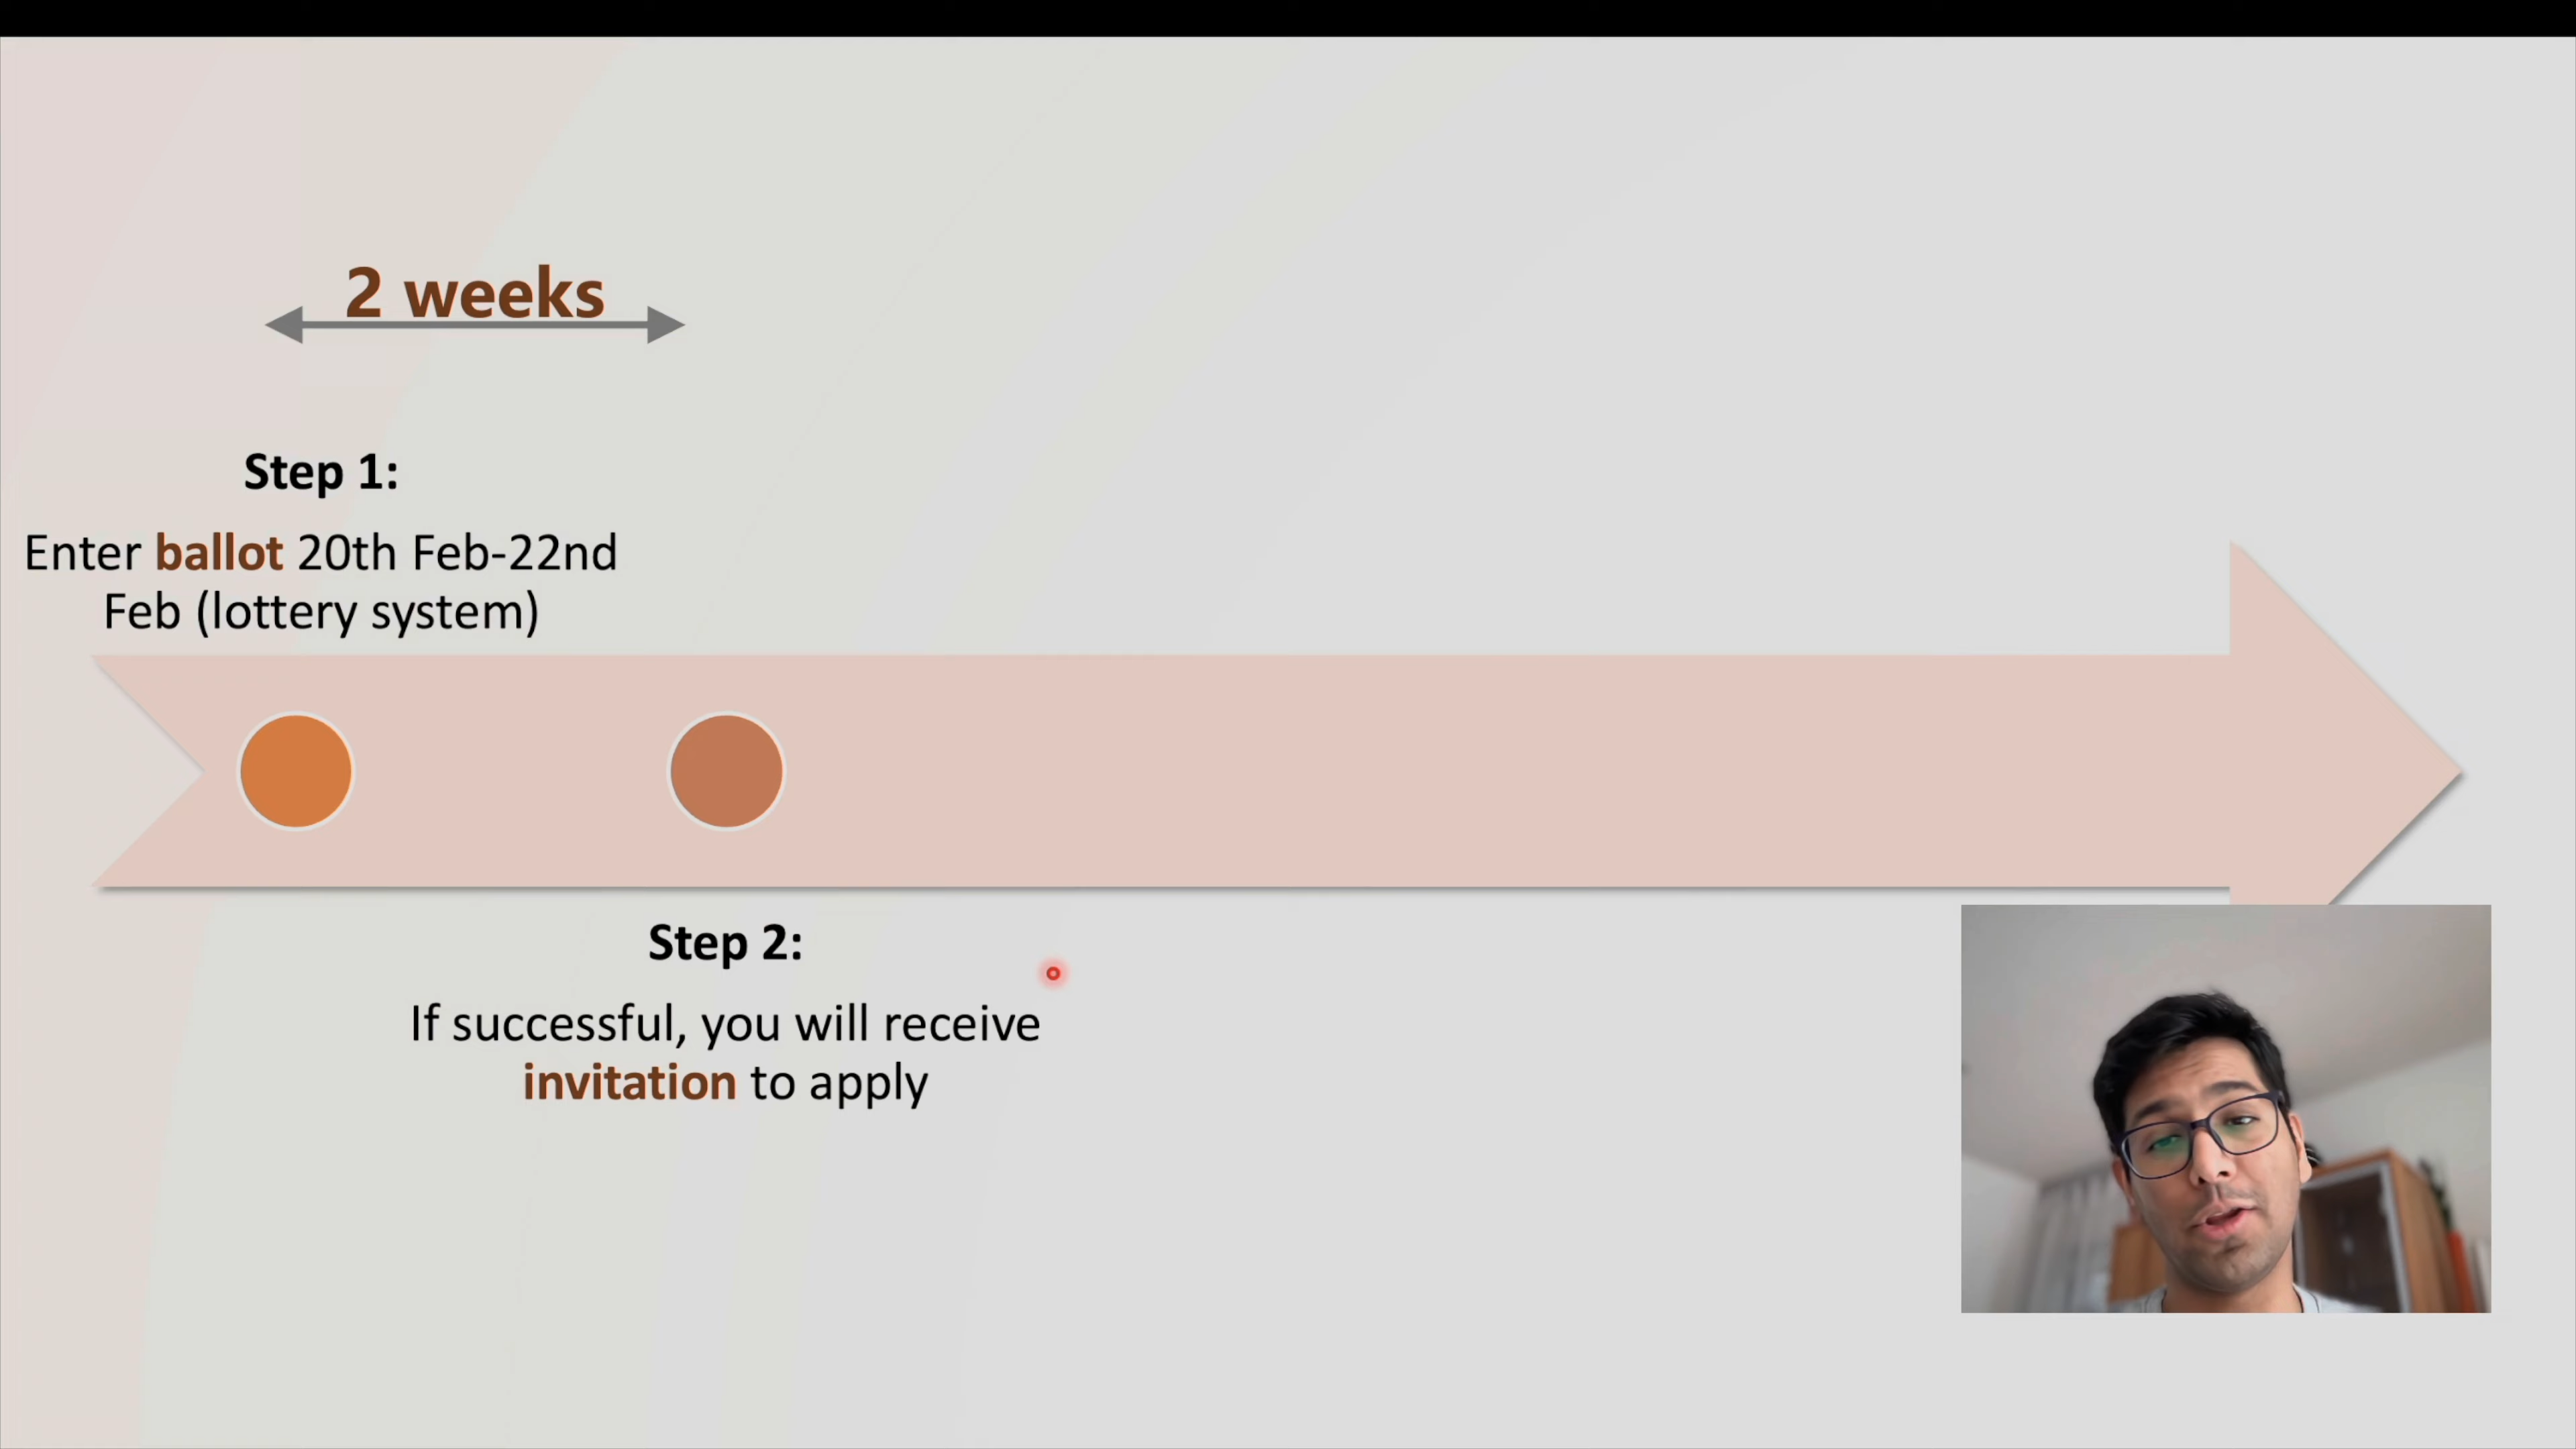 2 weeks
Step 1:
Enter ballot 20th Feb-22nd
Feb (lottery system)
Step 2:
If successful, you will receive
invitation to apply